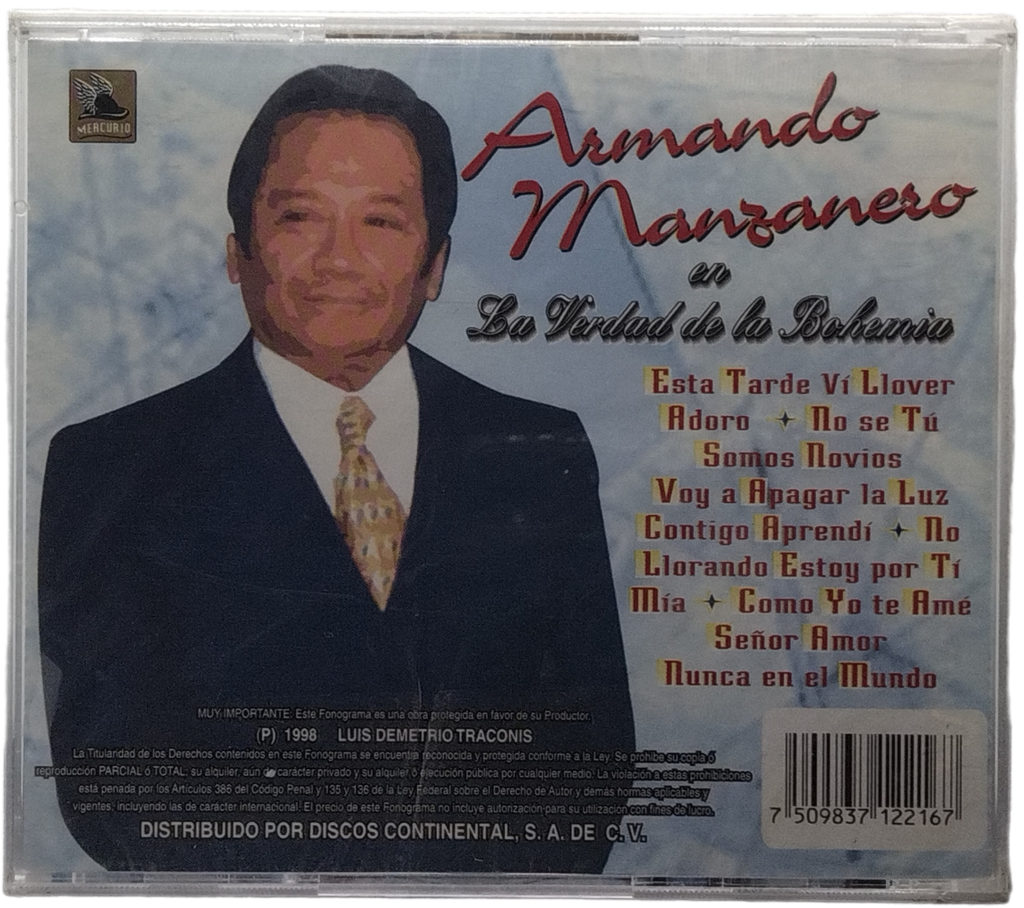 MERCURIO
Armando
Manzanero
en
La Verdad de la Bohemia
Esta Tarde Ví Llover
Adoro ✦ No se Tú
Somos Novios
Voy a Apagar la Luz
Contigo Aprendí ✦ No
Llorando Estoy por Tí
Mía ✦ Como Yo te Amé
Señor Amor
Nunca en el Mundo
MUY IMPORTANTE: Este Fonograma es una obra protegida en favor de su Productor.
(P) 1998 LUIS DEMETRIO TRACONIS
La Titularidad de los Derechos contenidos en este Fonograma se encuentra reconocida y protegida conforme a la Ley. Se prohibe su copia ó
reproducción PARCIAL ó TOTAL; su alquiler, aún de carácter privado y su alquiler ó ejecución pública por cualquier medio. La violación a estas prohibiciones
está penada por los Artículos 386 del Código Penal y 135 y 136 de la Ley Federal sobre el Derecho de Autor y demás normas aplicables y
vigentes, incluyendo las de carácter internacional. El precio de este Fonograma no incluye autorización para su utilización con fines de lucro.
DISTRIBUIDO POR DISCOS CONTINENTAL, S. A. DE C. V.
7 509837 122167